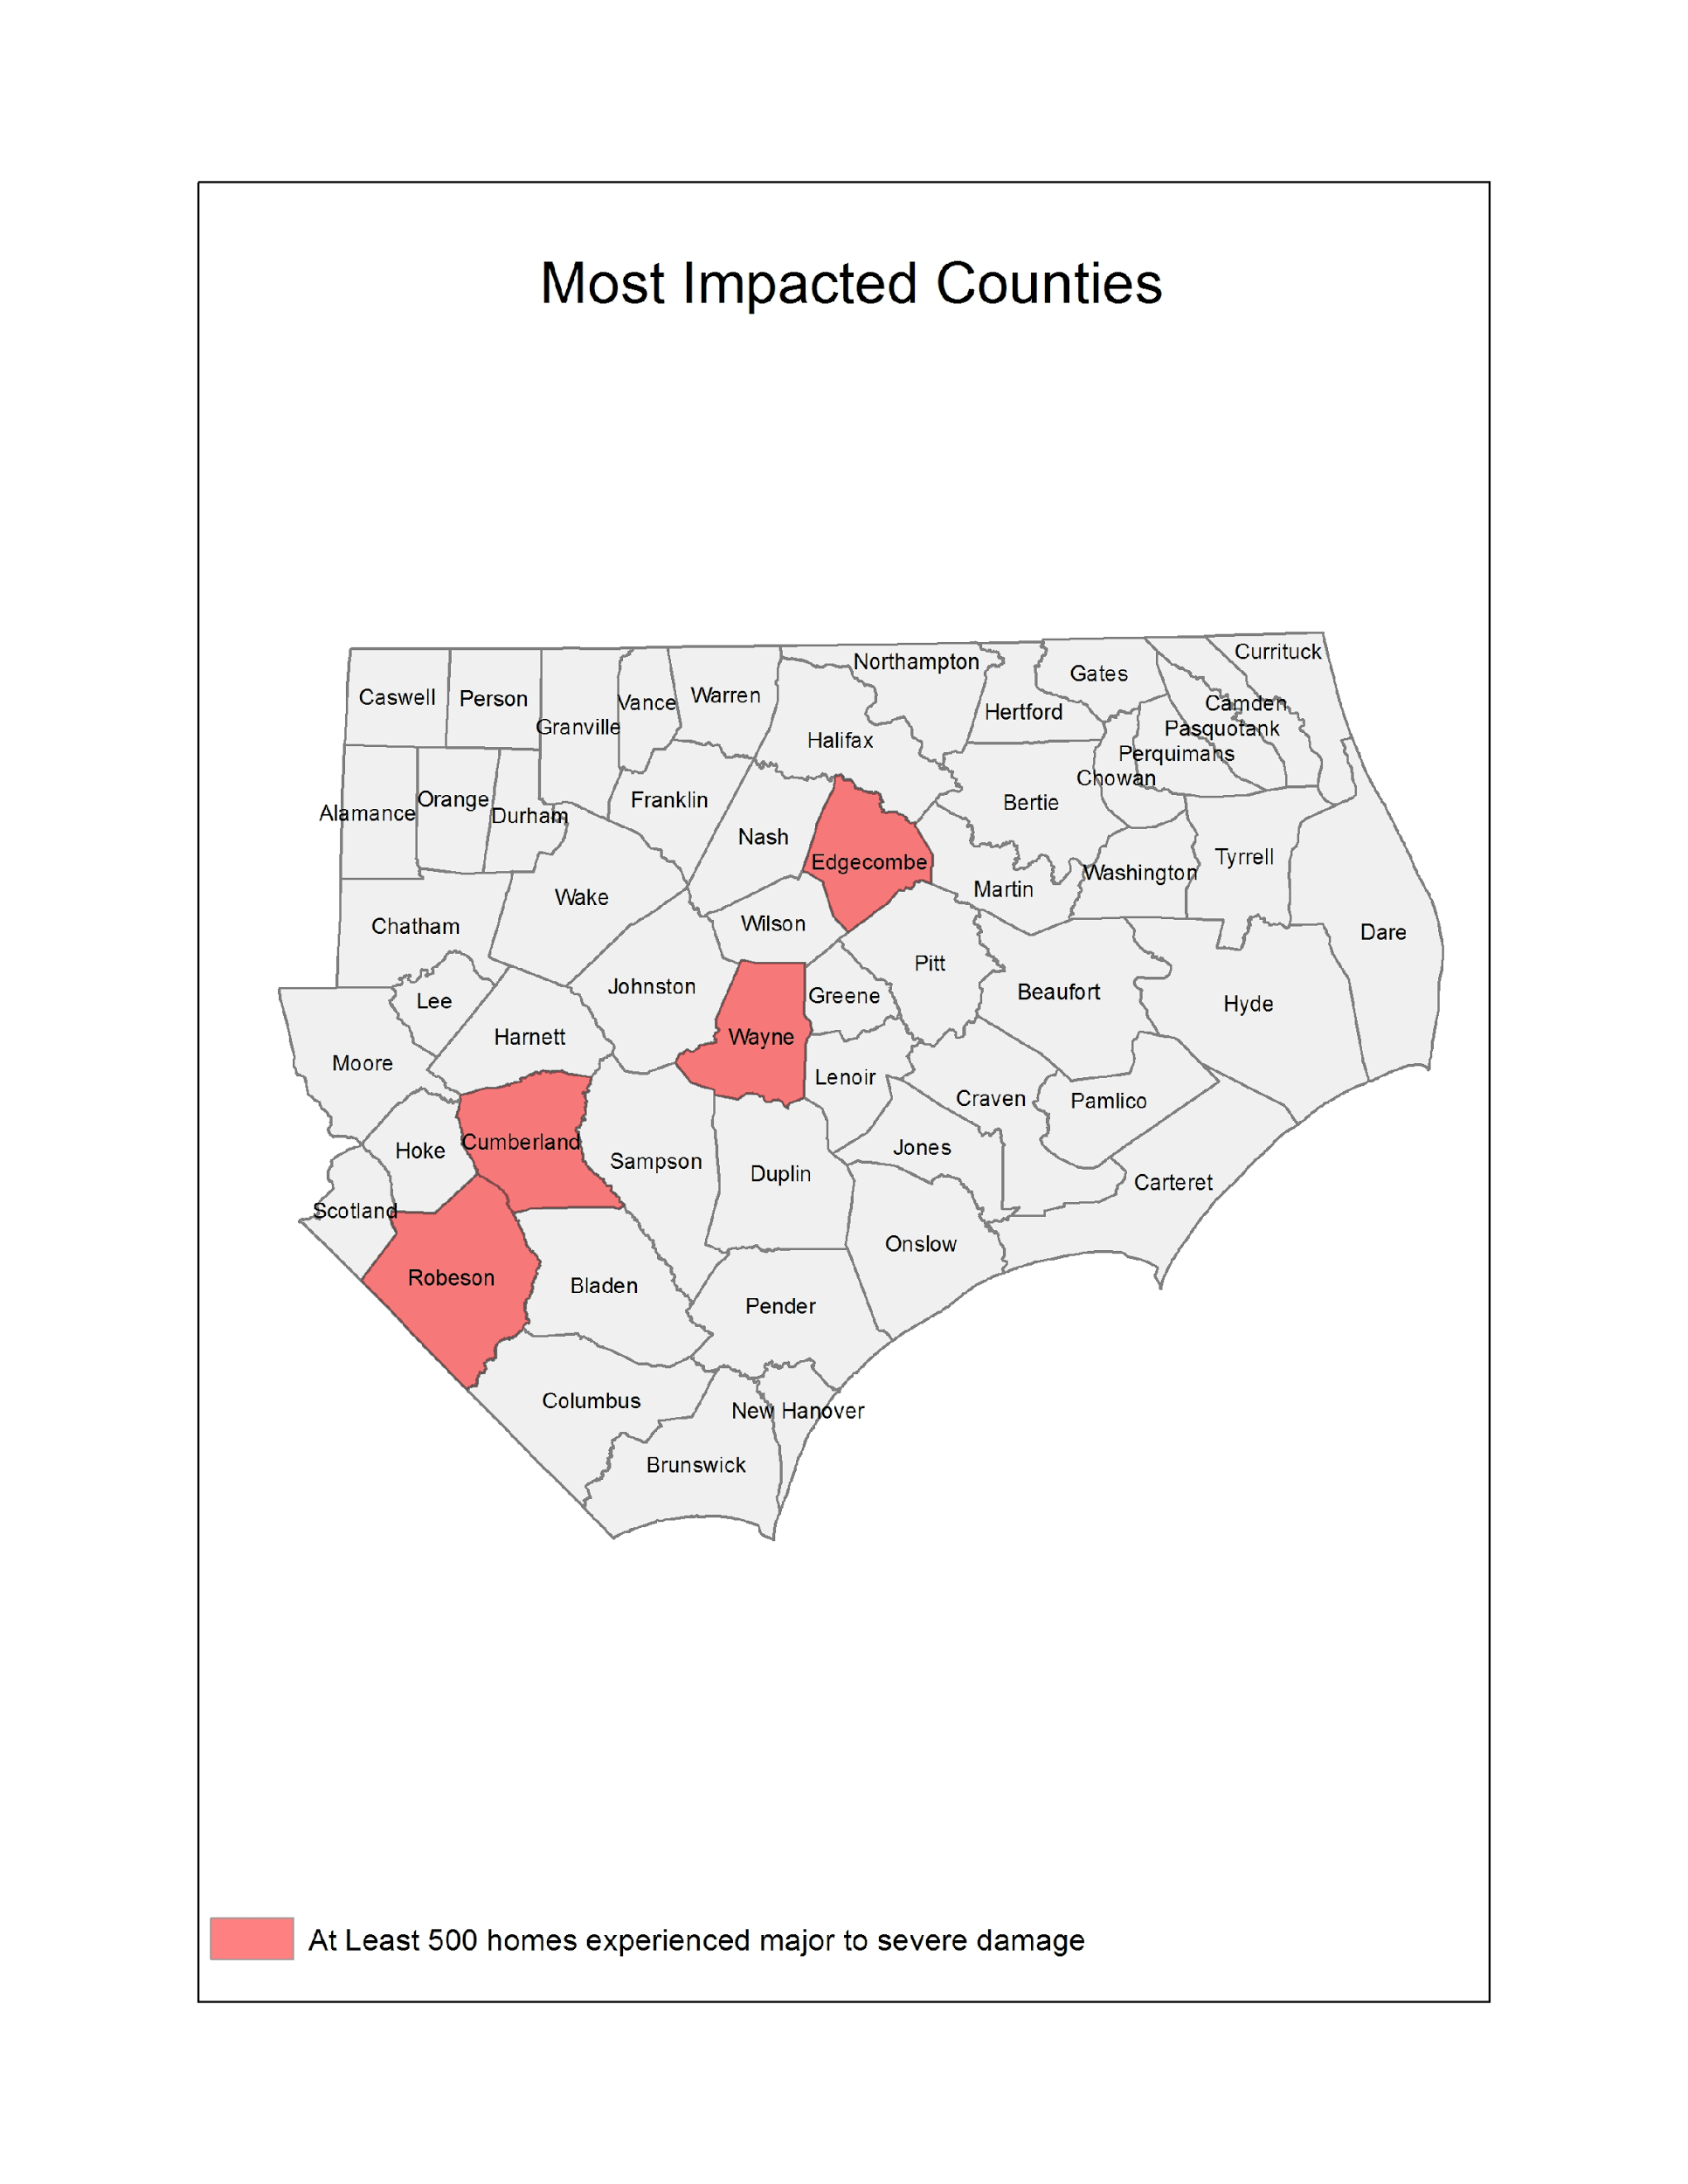 Most Impacted Counties
Currituck
Northampton
Gates
Caswell
Person
Vance
Warren
Camden
Hertford
Granville
Pasquotank
Halifax
Perquimans
Chowan
Orange
Franklin
Bertie
Alamance
Durham
Nash
Tyrrell
Edgecombe
Washington
Martin
Wake
Chatham
Wilson
Dare
Pitt
Johnston
Beaufort
Greene
Lee
Hyde
Harnett
Wayne
Moore
Lenoir
Craven
Pamlico
Cumberland
Jones
Hoke
Sampson
Duplin
Carteret
Scotland
Onslow
Robeson
Bladen
Pender
Columbus
New Hanover
Brunswick
At Least 500 homes experienced major to severe damage